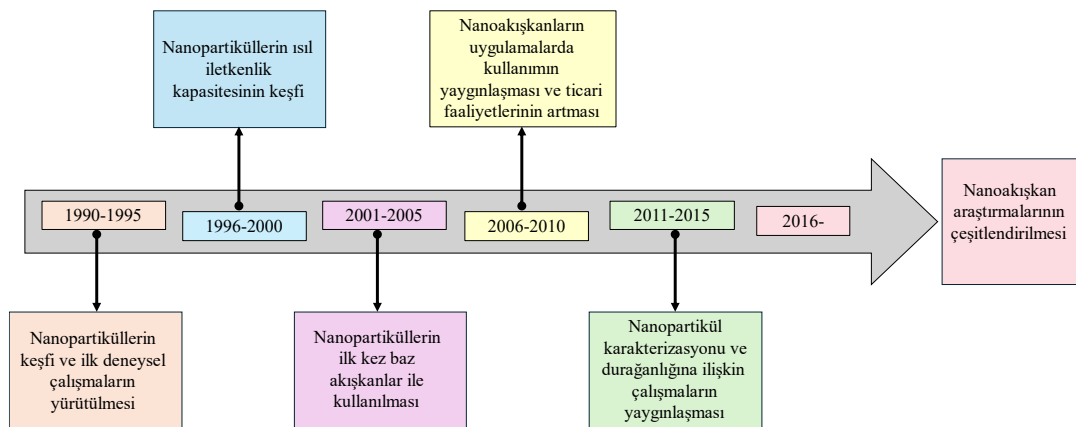 Nanopartiküllerin ısıl
iletkenlik
kapasitesinin keşfi
Nanoakışkanların
uygulamalarda
kullanımın
yaygınlaşması ve ticari
faaliyetlerinin artması
1990-1995
1996-2000
2001-2005
2006-2010
2011-2015
2016-
Nanoakışkan
araştırmalarının
çeşitlendirilmesi
Nanopartiküllerin
keşfi ve ilk deneysel
çalışmaların
yürütülmesi
Nanopartiküllerin
ilk kez baz
akışkanlar ile
kullanılması
Nanopartikül
karakterizasyonu ve
durağanlığına ilişkin
çalışmaların
yaygınlaşması